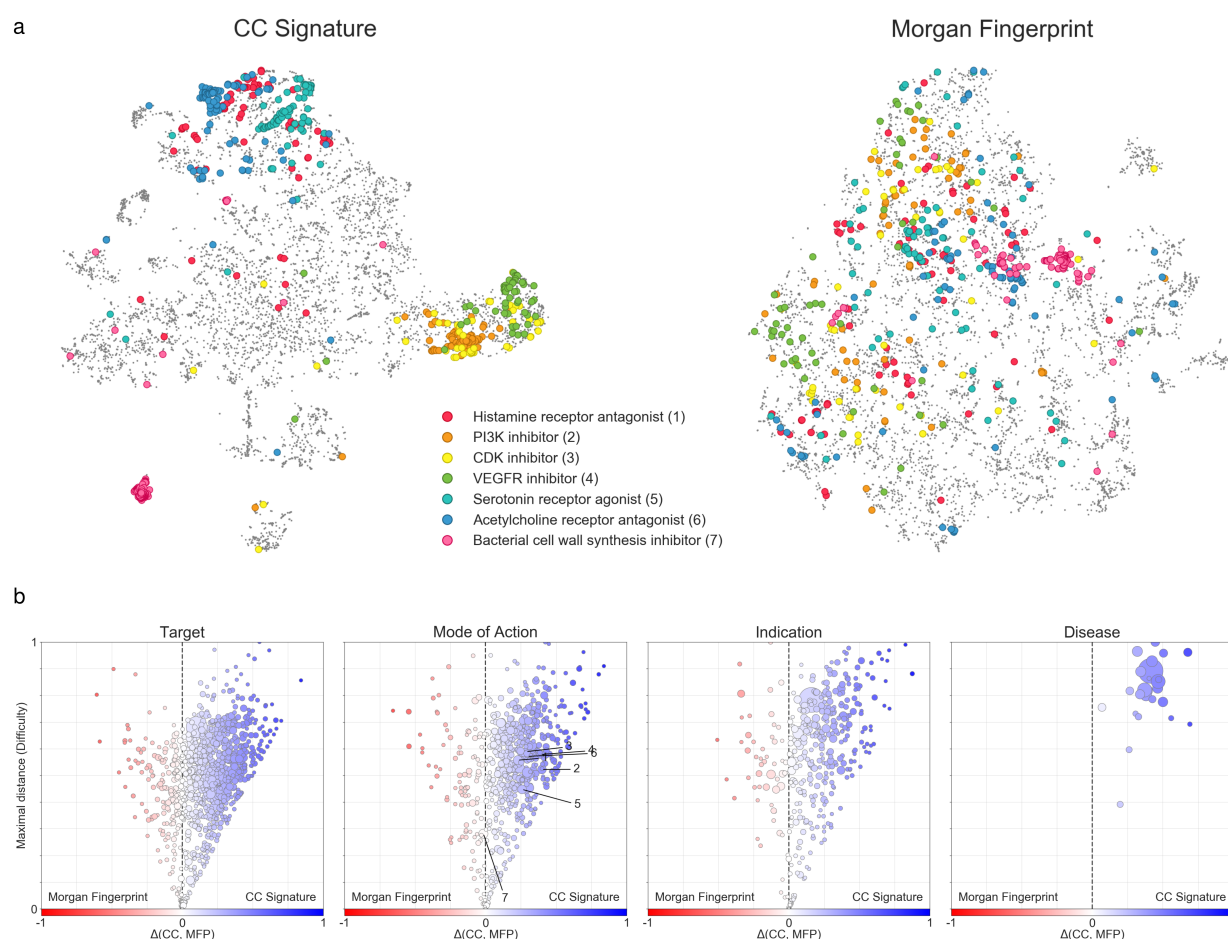 a
CC Signature
Morgan Fingerprint
Histamine receptor antagonist (1)
PI3K inhibitor (2)
CDK inhibitor (3)
VEGFR inhibitor (4)
Serotonin receptor agonist (5)
Acetylcholine receptor antagonist (6)
Bacterial cell wall synthesis inhibitor (7)
b
Target
Mode of Action
Indication
Disease
Maximal distance (Difficulty)
1
0
3
4
2
5
7
Morgan Fingerprint
CC Signature
Morgan Fingerprint
CC Signature
Morgan Fingerprint
CC Signature
Morgan Fingerprint
CC Signature
-1
0
1
-1
0
1
-1
0
1
-1
0
1
Δ(CC, MFP)
Δ(CC, MFP)
Δ(CC, MFP)
Δ(CC, MFP)